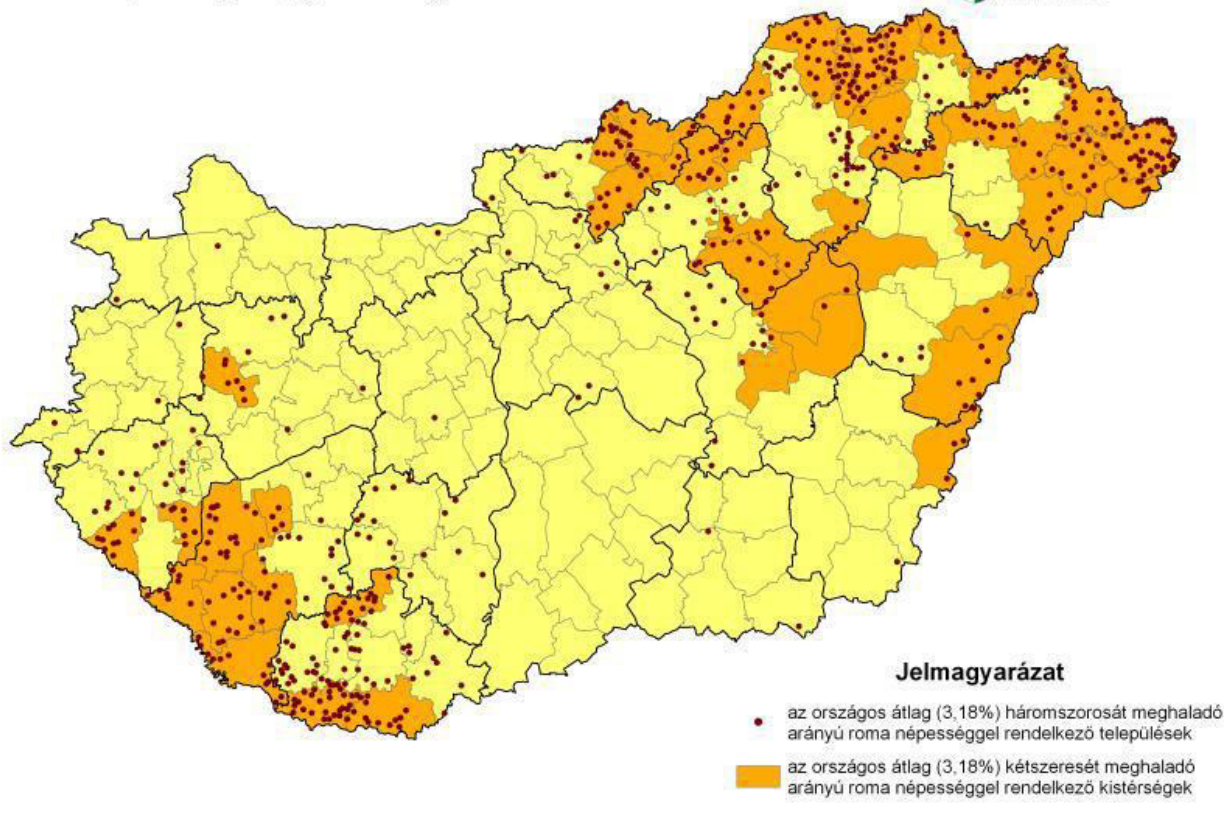 Jelmagyarázat
az országos átlag (3,18%) háromszorosát meghaladó
arányú roma népességgel rendelkező települések
az országos átlag (3,18%) kétszeresét meghaladó
arányú roma népességgel rendelkező kistérségek